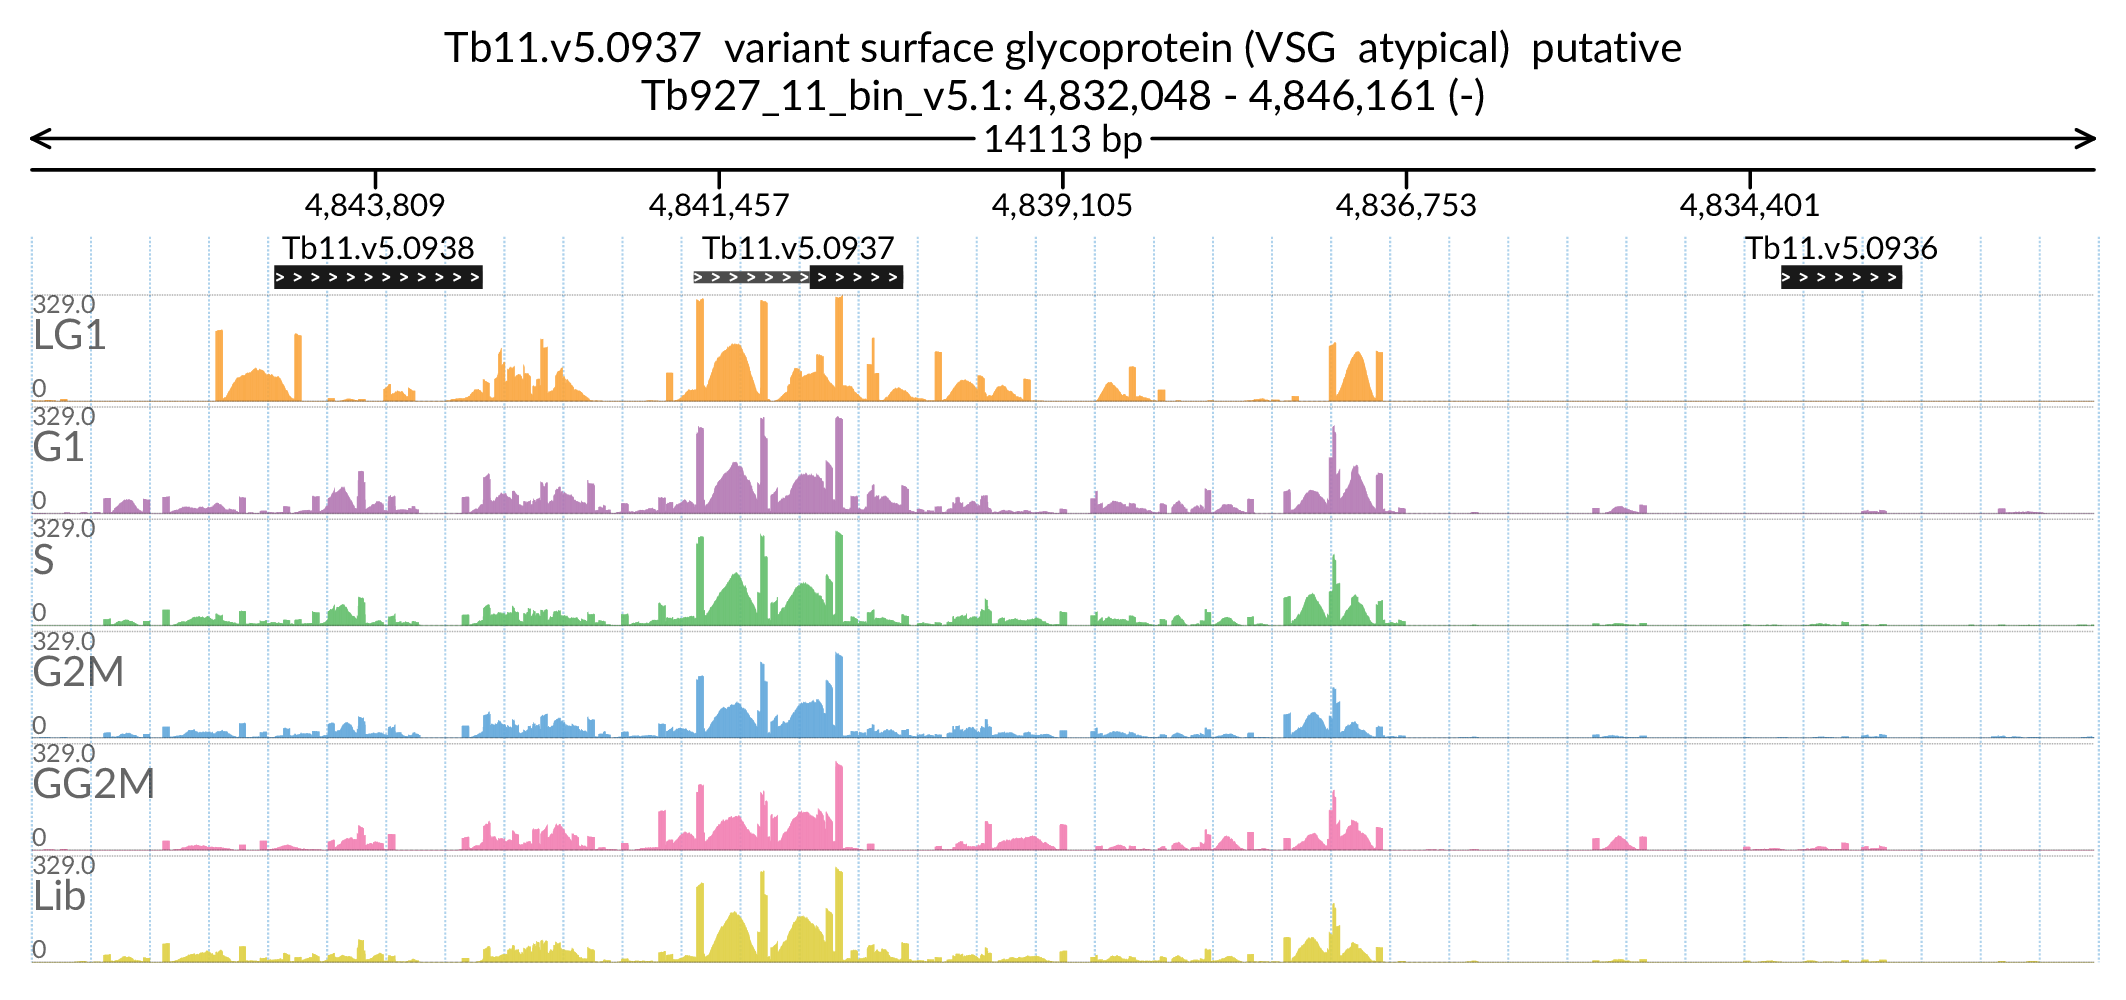 Tb11.v5.0937 variant surface glycoprotein (VSG atypical) putative
Tb927_11_bin_v5.1: 4,832,048 - 4,846,161 (-)
14113 bp
4,843,809 4,841,457 4,839,105 4,836,753 4,834,401
Tb11.v5.0938 Tb11.v5.0937 Tb11.v5.0936
329.0
LG1
0
329.0
G1
0
329.0
S
0
329.0
G2M
0
329.0
GG2M
0
329.0
Lib
0